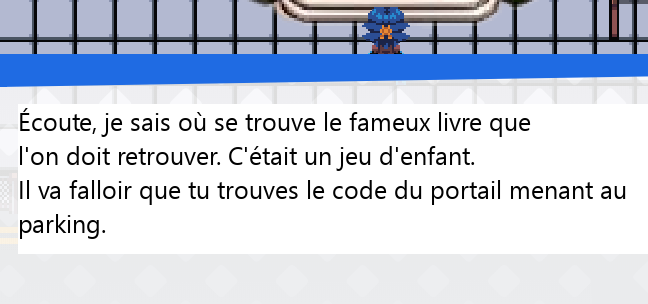 Écoute, je sais où se trouve le fameux livre que
l'on doit retrouver. C'était un jeu d'enfant.
Il va falloir que tu trouves le code du portail menant au
parking.